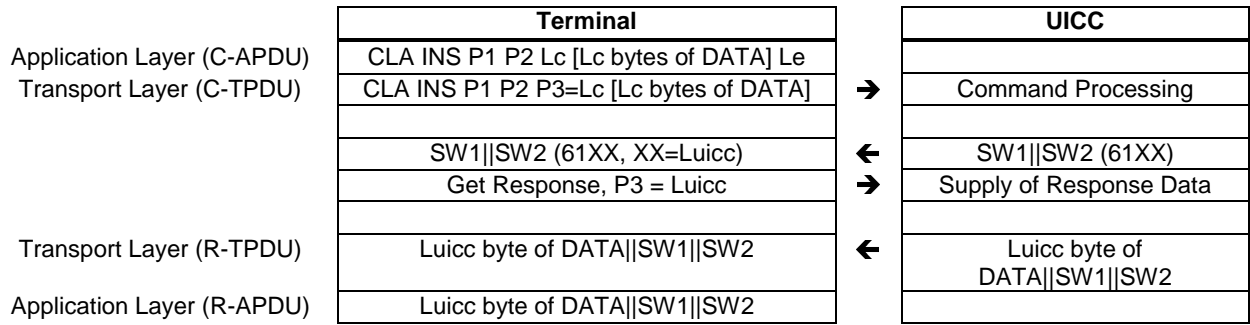 Terminal UICC
Application Layer (C-APDU) CLA INS P1 P2 Lc [Lc bytes of DATA] Le
Transport Layer (C-TPDU) CLA INS P1 P2 P3=Lc [Lc bytes of DATA] → Command Processing
SW1||SW2 (61XX, XX=Luicc) ← SW1||SW2 (61XX)
Get Response, P3 = Luicc → Supply of Response Data
Transport Layer (R-TPDU) Luicc byte of DATA||SW1||SW2 ← Luicc byte of
DATA||SW1||SW2
Application Layer (R-APDU) Luicc byte of DATA||SW1||SW2